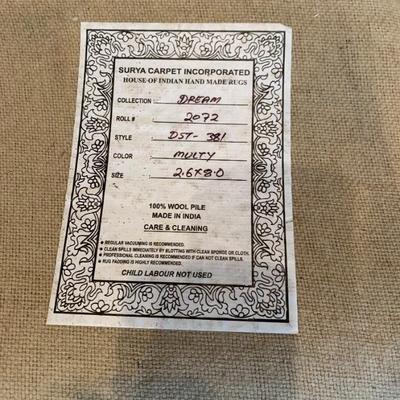 SURYA CARPET INCORPORATED
HOUSE OF INDIAN HAND MADE RUGS
COLLECTION : DREAM
ROLL # : 2072
STYLE : DST-381
COLOR : MULTY
SIZE : 2.6X8.0
100% WOOL PILE
MADE IN INDIA
CARE & CLEANING
● REGULAR VACUUMING IS RECOMMENDED.
● CLEAN SPILLS IMMEDIATELY BY BLOTTING WITH CLEAN SPONGE OR CLOTH.
● PROFESSIONAL CLEANING IS RECOMMENDED IF CAN NOT CLEAN SPILLS.
● RUG PADDING IS HIGHLY RECOMMENDED.
CHILD LABOUR NOT USED